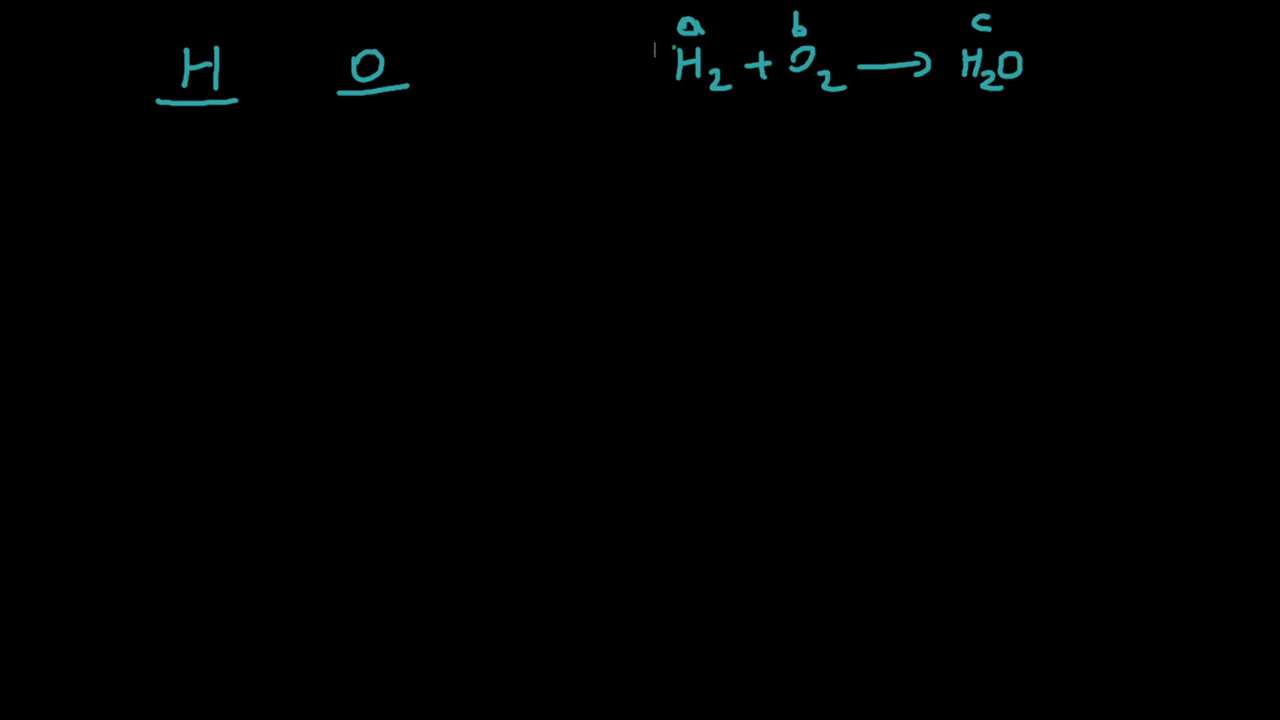 a b c
H O H₂ + O₂ → H₂O